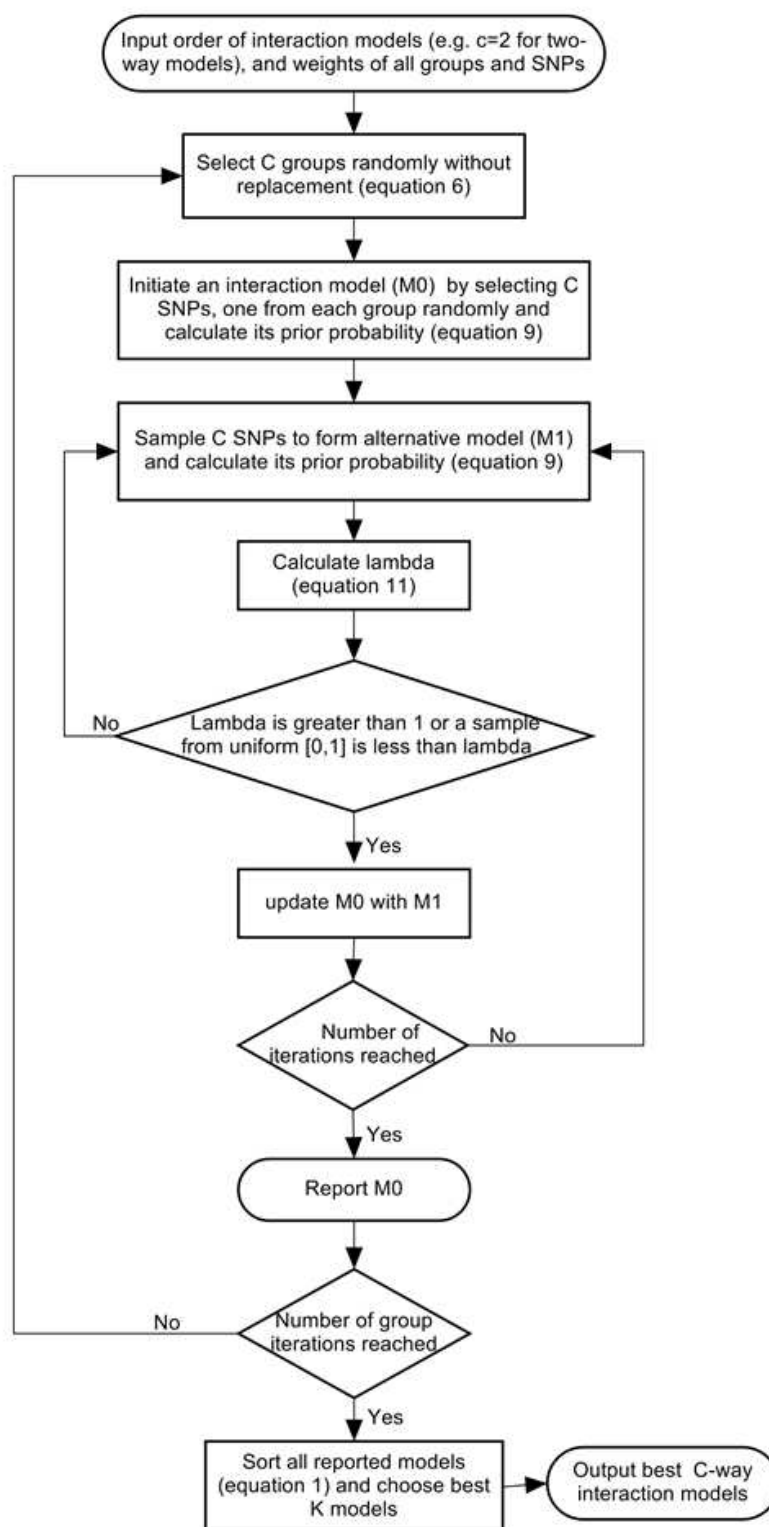 Input order of interaction models (e.g. c=2 for two-
way models), and weights of all groups and SNPs
Select C groups randomly without
replacement (equation 6)
Initiate an interaction model (M0) by selecting C
SNPs, one from each group randomly and
calculate its prior probability (equation 9)
Sample C SNPs to form alternative model (M1)
and calculate its prior probability (equation 9)
Calculate lambda
(equation 11)
Lambda is greater than 1 or a sample
from uniform [0,1] is less than lambda
No
Yes
update M0 with M1
Number of
iterations reached
No
Yes
Report M0
Number of group
iterations reached
No
Yes
Sort all reported models
(equation 1) and choose best
K models
Output best C-way
interaction models